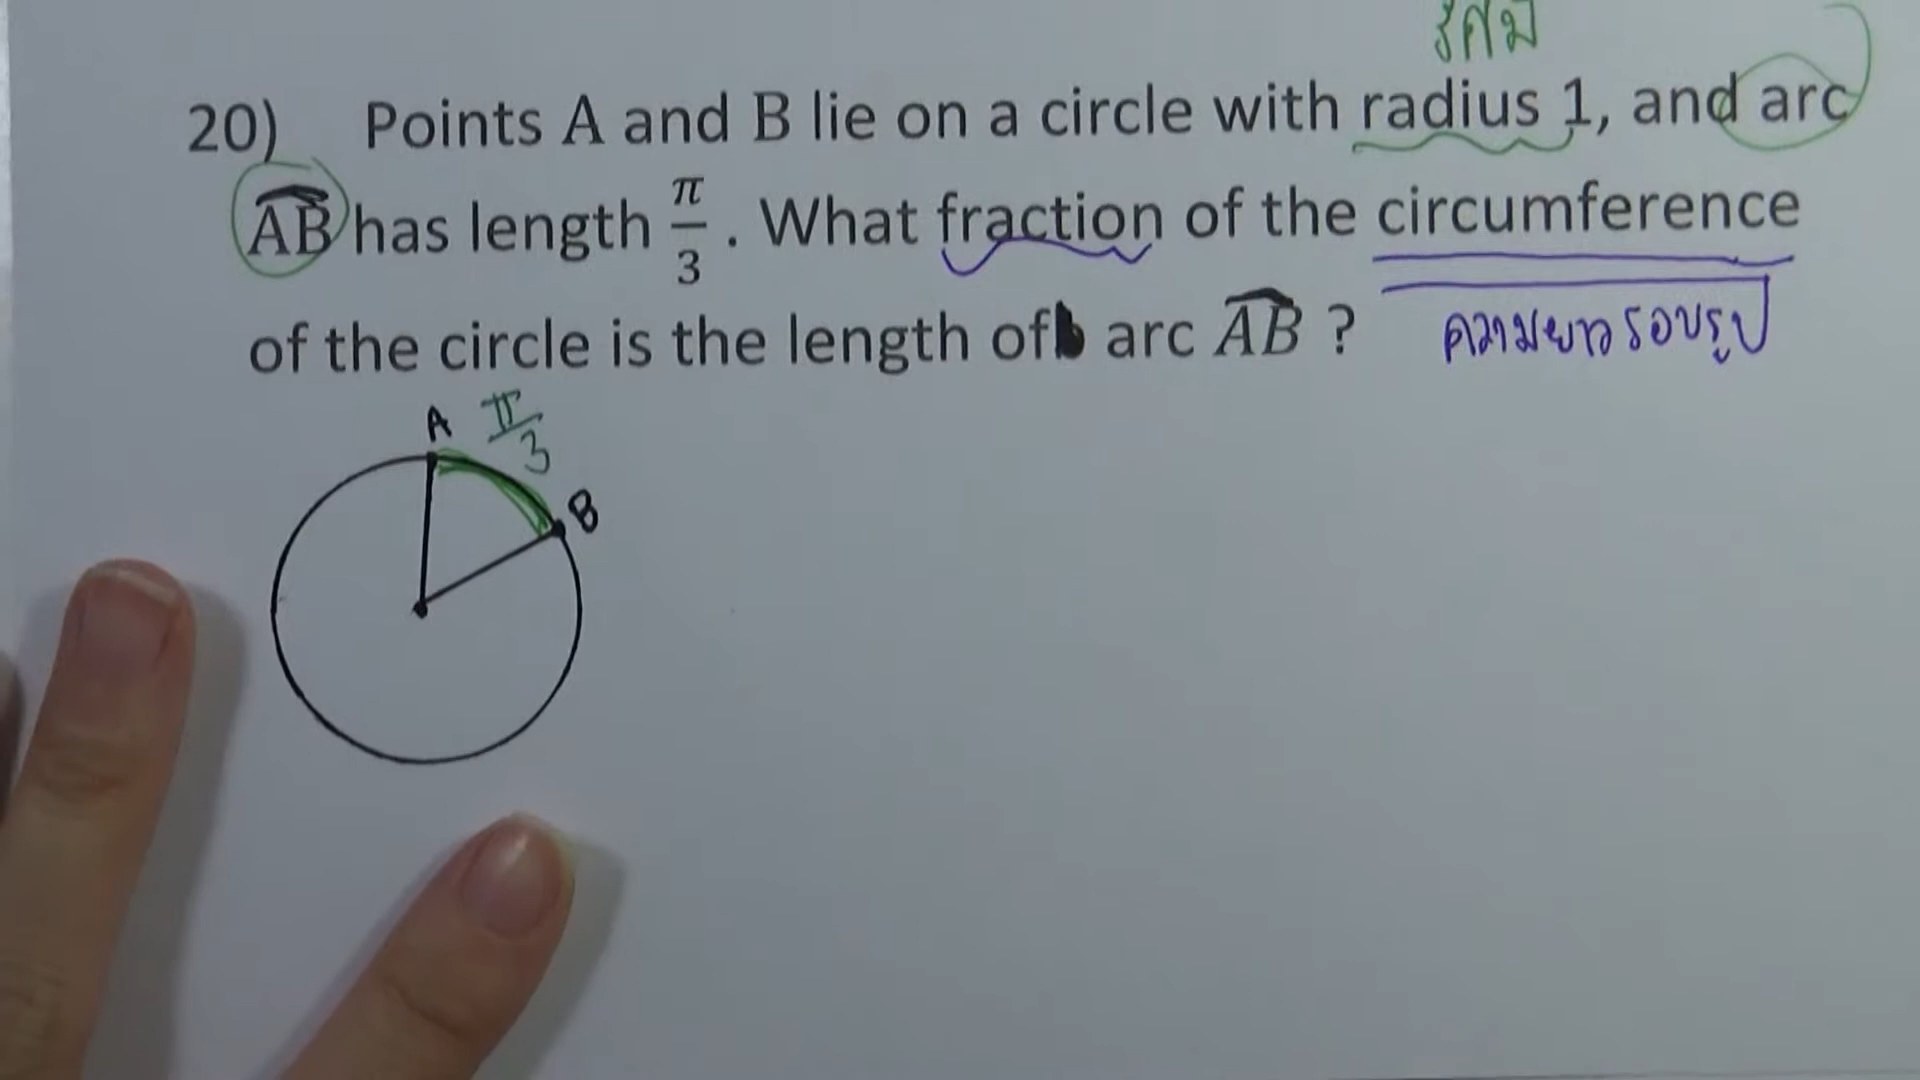 รัศมี
20) Points A and B lie on a circle with radius 1, and arc
AB has length π/3 . What fraction of the circumference
of the circle is the length of arc AB ?
ความยาวรอบรูป
A π/3
B